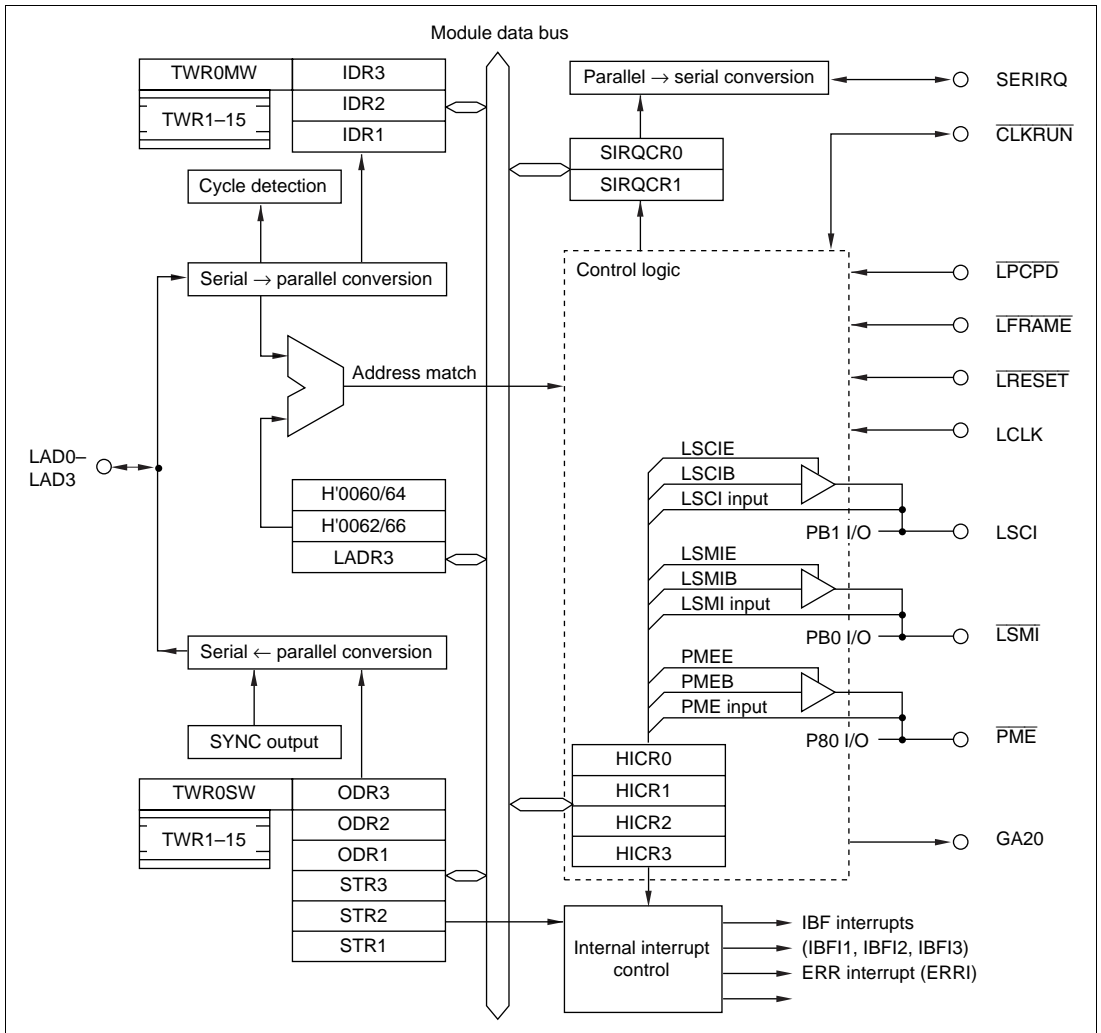 Module data bus
TWR0MW
IDR3
IDR2
IDR1
TWR1–15
Parallel → serial conversion
SERIRQ
CLKRUN
SIRQCR0
SIRQCR1
Cycle detection
Serial → parallel conversion
Control logic
LPCPD
LFRAME
LRESET
LCLK
Address match
LAD0–
LAD3
H'0060/64
H'0062/66
LADR3
LSCIE
LSCIB
LSCI input
PB1 I/O
LSCI
LSMIE
LSMIB
LSMI input
PB0 I/O
LSMI
Serial ← parallel conversion
SYNC output
PMEE
PMEB
PME input
P80 I/O
PME
TWR0SW
ODR3
ODR2
ODR1
STR3
STR2
STR1
TWR1–15
HICR0
HICR1
HICR2
HICR3
GA20
Internal interrupt
control
IBF interrupts
(IBFI1, IBFI2, IBFI3)
ERR interrupt (ERRI)